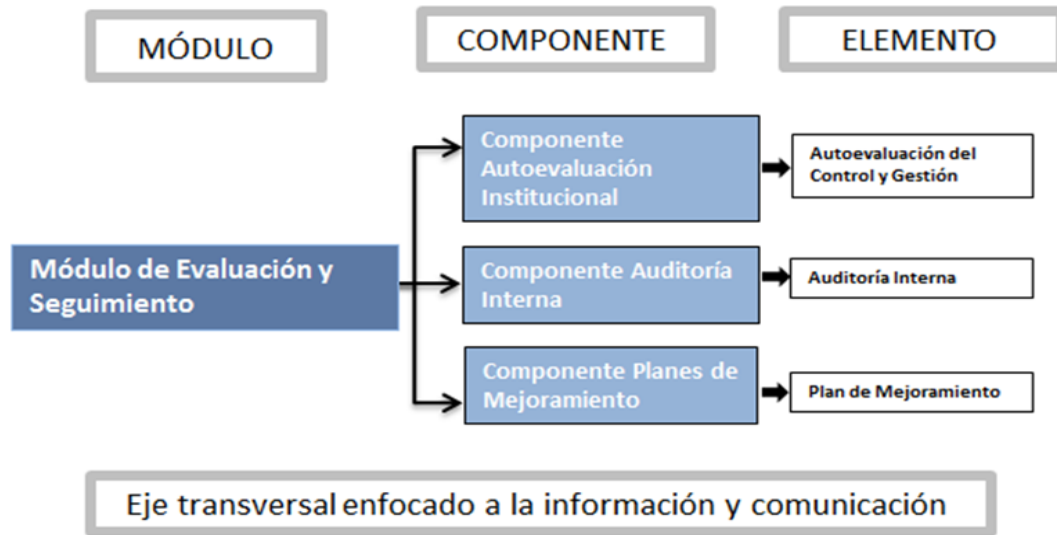 MÓDULO
COMPONENTE
ELEMENTO
Componente
Autoevaluación
Institucional
Autoevaluación del
Control y Gestión
Módulo de Evaluación y
Seguimiento
Componente Auditoría
Interna
Auditoría Interna
Componente Planes de
Mejoramiento
Plan de Mejoramiento
Eje transversal enfocado a la información y comunicación